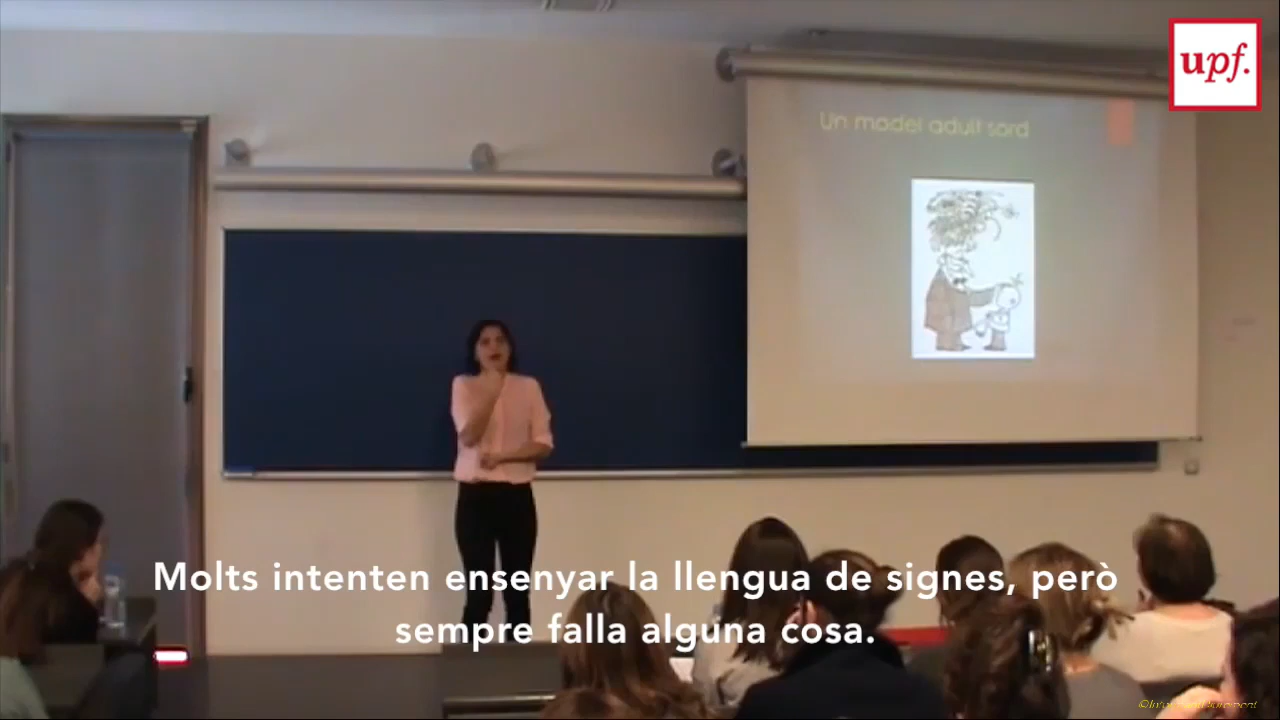 upf.
Un model adult sord
Molts intenten ensenyar la llengua de signes, però
sempre falla alguna cosa.